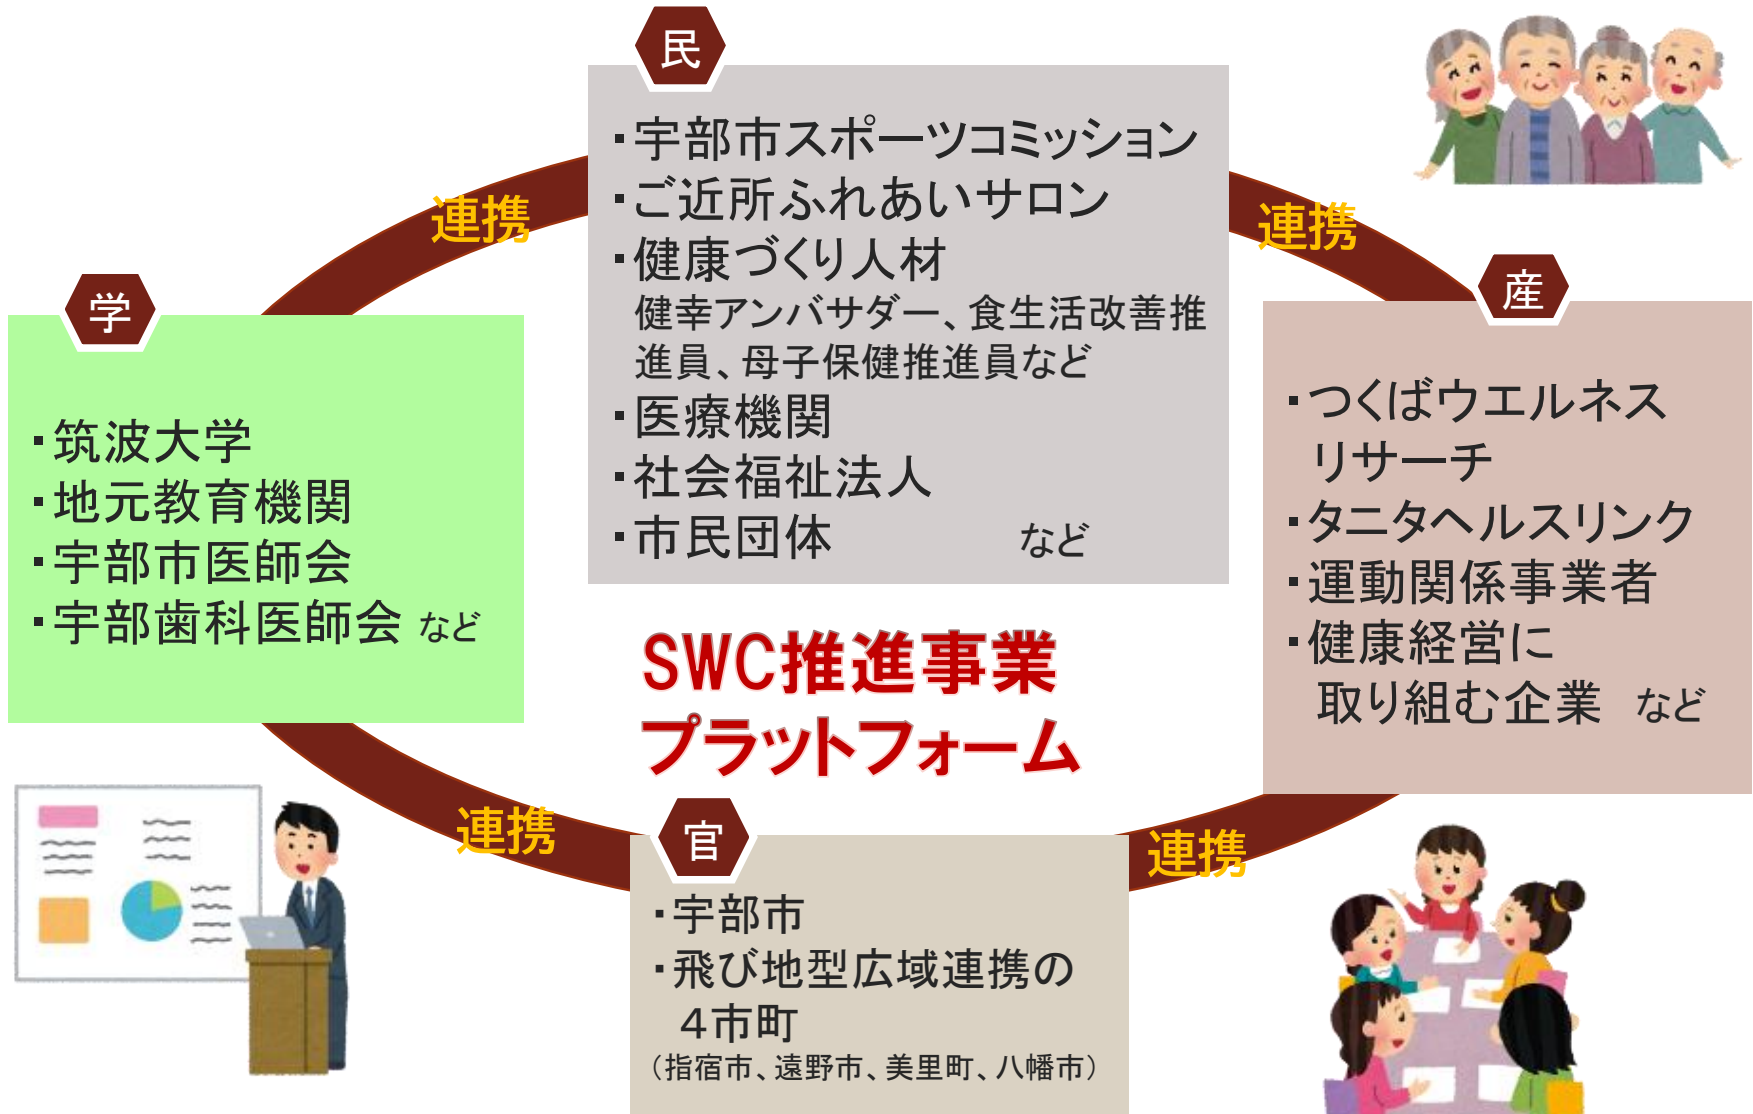 民
・宇部市スポーツコミッション
・ご近所ふれあいサロン
・健康づくり人材
健幸アンバサダー、食生活改善推
進員、母子保健推進員など
・医療機関
・社会福祉法人
・市民団体 など
連携
連携
学
・筑波大学
・地元教育機関
・宇部市医師会
・宇部歯科医師会 など
産
・つくばウエルネス
リサーチ
・タニタヘルスリンク
・運動関係事業者
・健康経営に
取り組む企業 など
SWC推進事業
プラットフォーム
連携
連携
官
・宇部市
・飛び地型広域連携の
４市町
（指宿市、遠野市、美里町、八幡市）